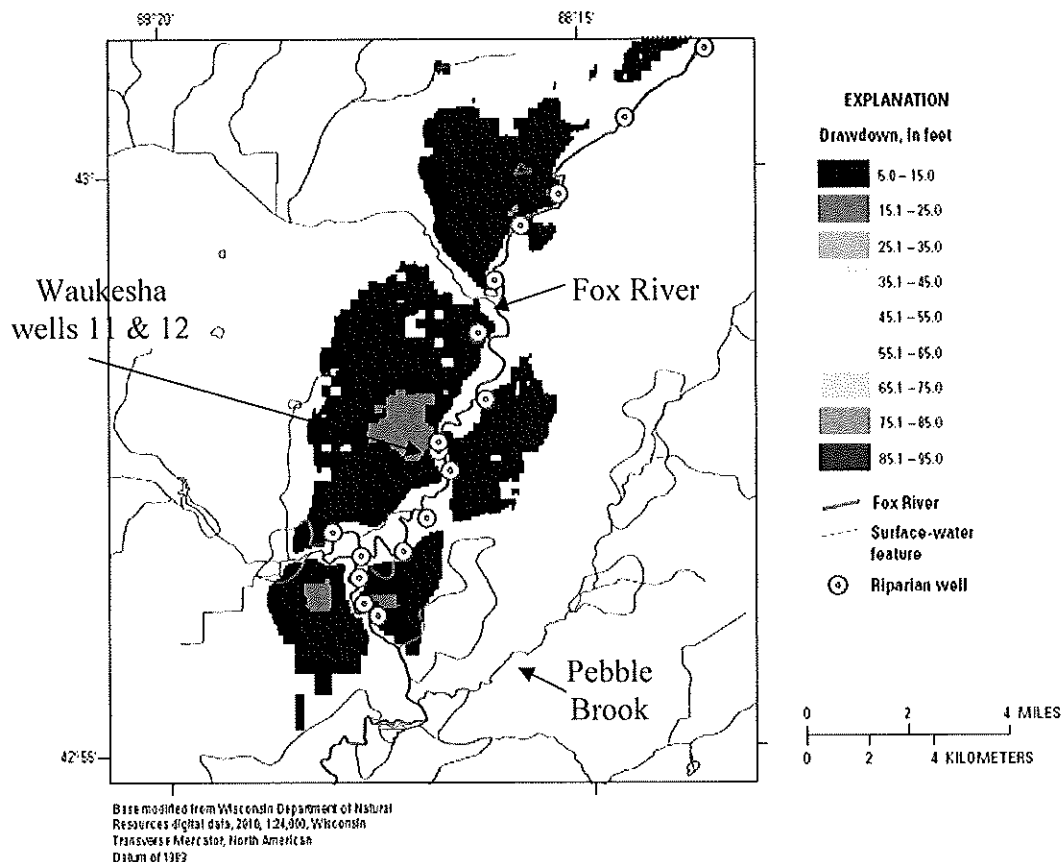 88°20' 88°15'
43°
42°55'
Waukesha
wells 11 & 12
Fox River
Pebble
Brook
EXPLANATION
Drawdown, in feet
5.0 – 15.0
15.1 – 25.0
25.1 – 35.0
35.1 – 45.0
45.1 – 55.0
55.1 – 65.0
65.1 – 75.0
75.1 – 85.0
85.1 – 95.0
Fox River
Surface-water
feature
Riparian well
0 2 4 MILES
0 2 4 KILOMETERS
Base modified from Wisconsin Department of Natural
Resources digital data, 2010, 1:24,000, Wisconsin
Transverse Mercator, North American
Datum of 1983